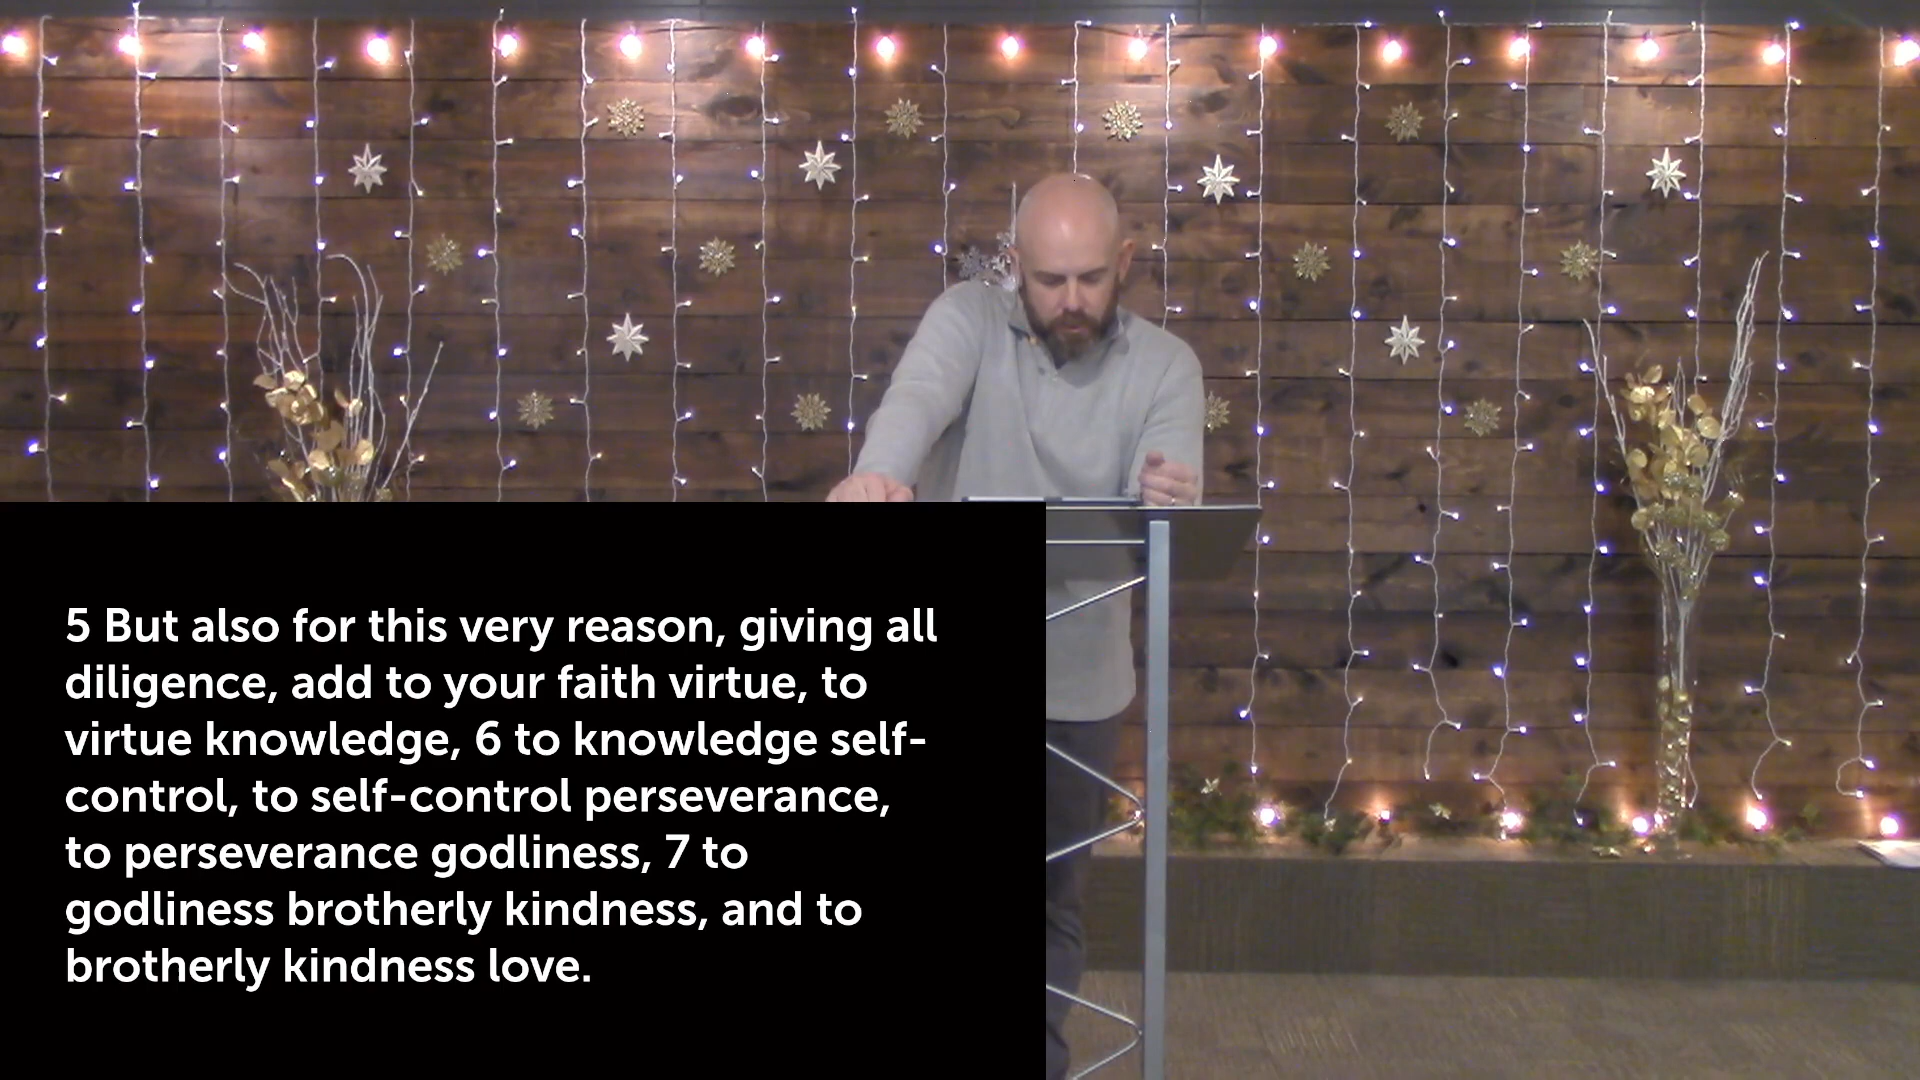 5 But also for this very reason, giving all
diligence, add to your faith virtue, to
virtue knowledge, 6 to knowledge self-
control, to self-control perseverance,
to perseverance godliness, 7 to
godliness brotherly kindness, and to
brotherly kindness love.